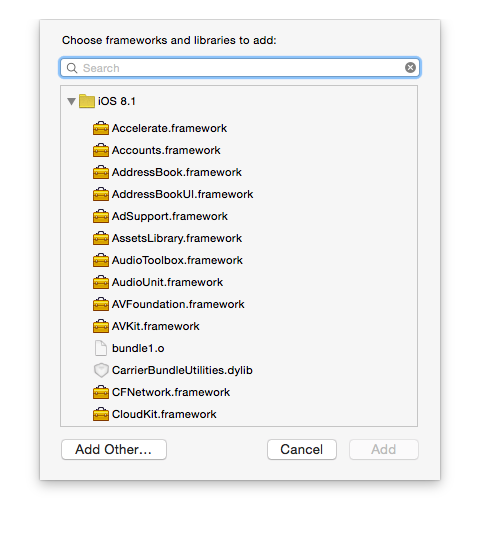 Choose frameworks and libraries to add:
Search
iOS 8.1
Accelerate.framework
Accounts.framework
AddressBook.framework
AddressBookUI.framework
AdSupport.framework
AssetsLibrary.framework
AudioToolbox.framework
AudioUnit.framework
AVFoundation.framework
AVKit.framework
bundle1.o
CarrierBundleUtilities.dylib
CFNetwork.framework
CloudKit.framework
Add Other... Cancel Add